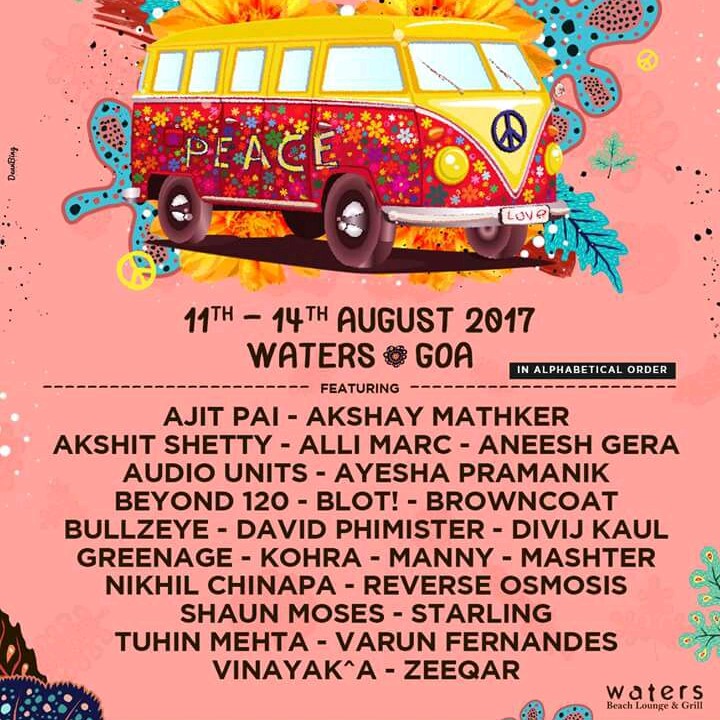 DusuBing
PEACE
LOVE
11TH - 14TH AUGUST 2017
WATERS GOA
IN ALPHABETICAL ORDER
FEATURING
AJIT PAI - AKSHAY MATHKER
AKSHIT SHETTY - ALLI MARC - ANEESH GERA
AUDIO UNITS - AYESHA PRAMANIK
BEYOND 120 - BLOT! - BROWNCOAT
BULLZEYE - DAVID PHIMISTER - DIVIJ KAUL
GREENAGE - KOHRA - MANNY - MASHTER
NIKHIL CHINAPA - REVERSE OSMOSIS
SHAUN MOSES - STARLING
TUHIN MEHTA - VARUN FERNANDES
VINAYAK^A - ZEEQAR
waters
Beach Lounge & Grill